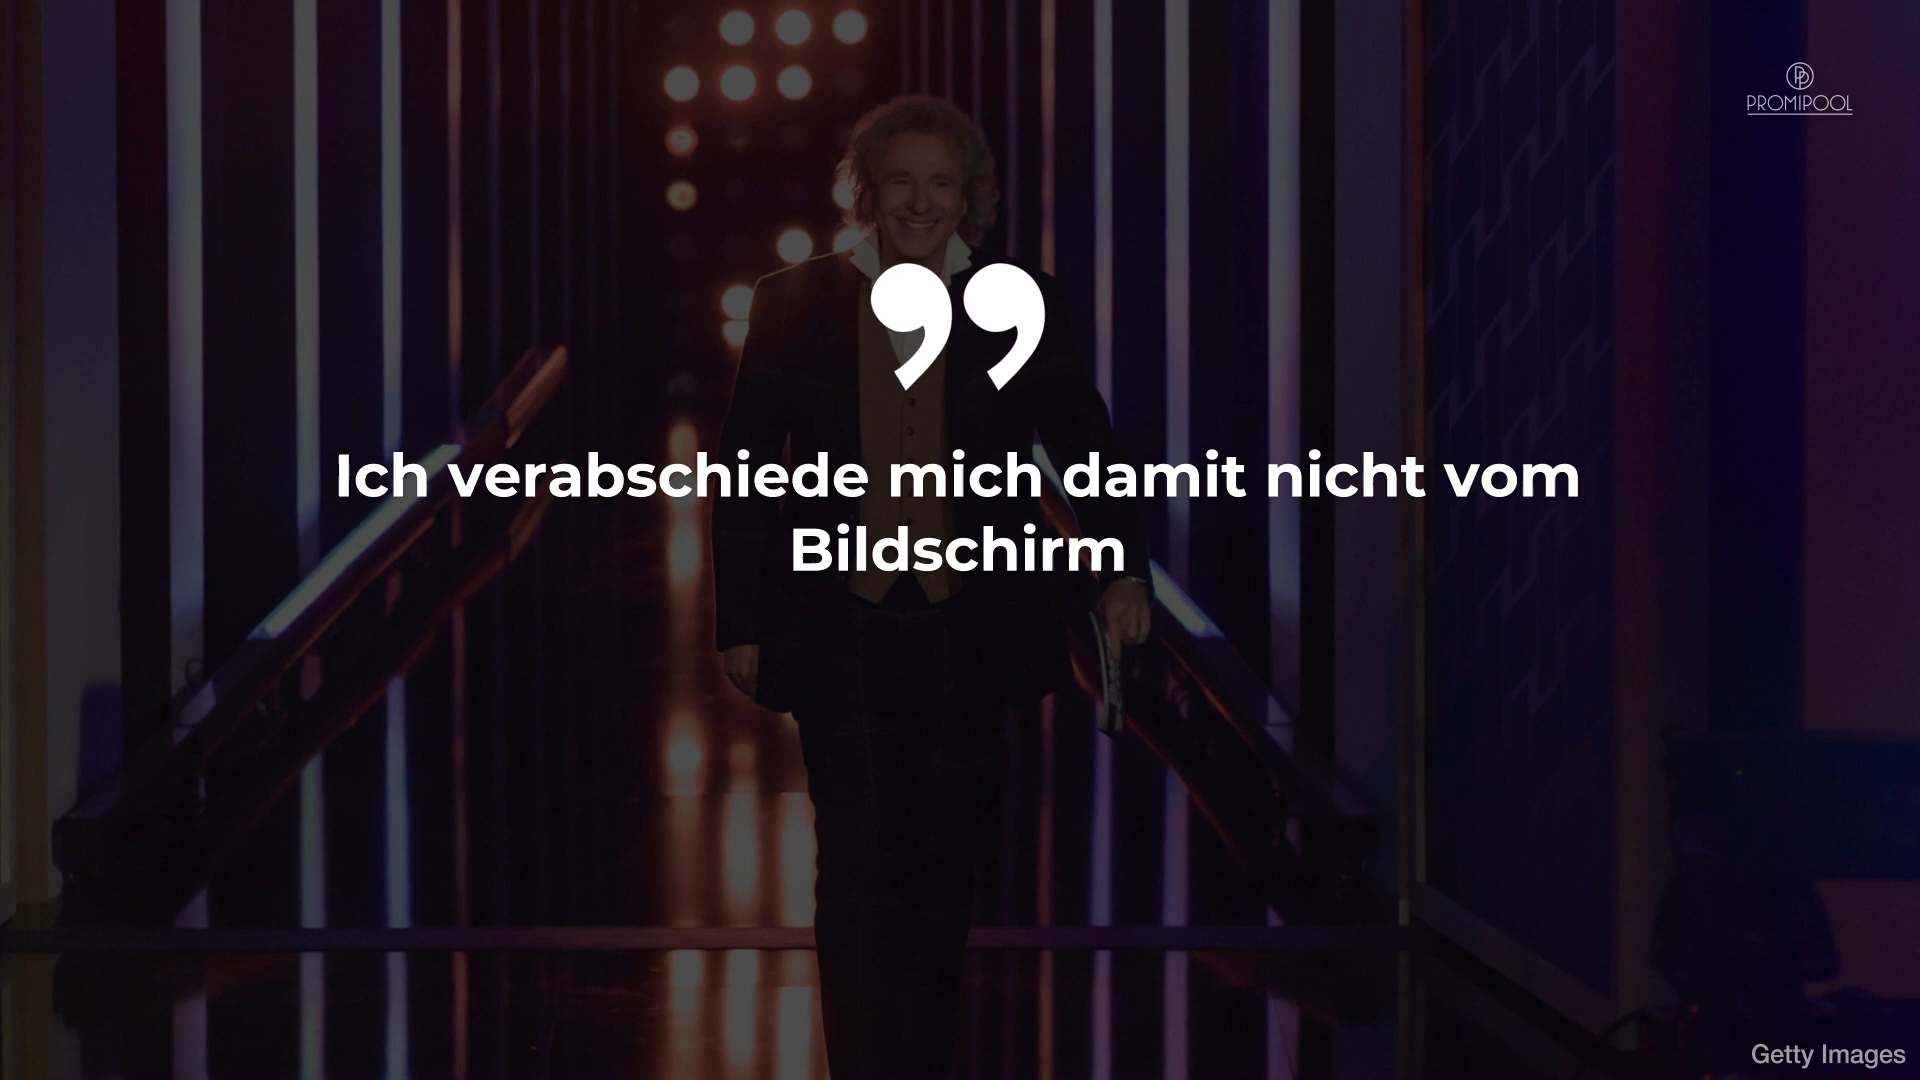 PROMIPOOL
”
Ich verabschiede mich damit nicht vom
Bildschirm
Getty Images